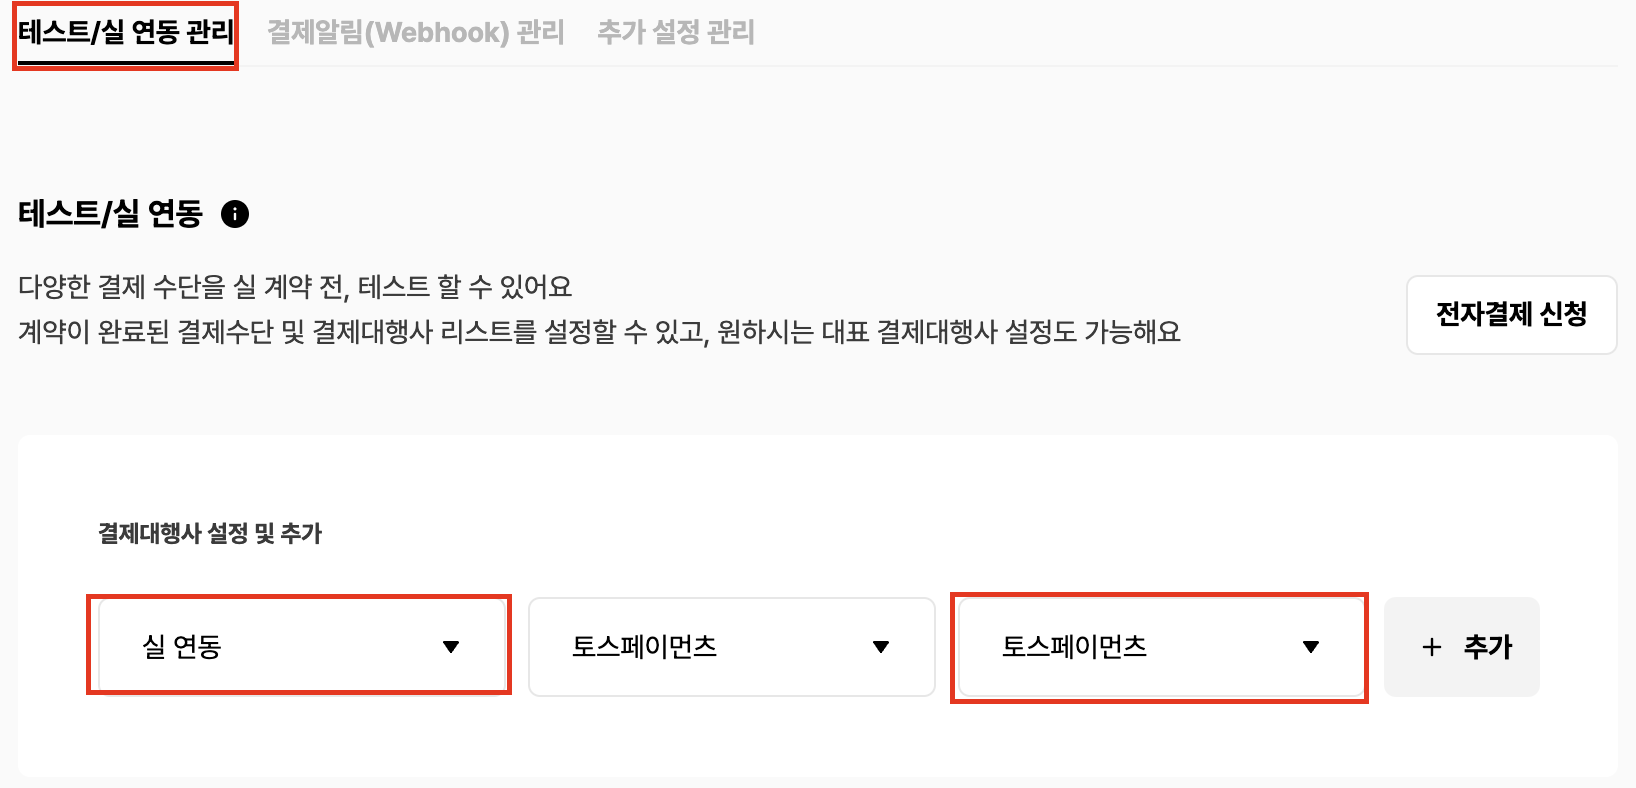 테스트/실 연동 관리 결제알림(Webhook) 관리 추가 설정 관리
테스트/실 연동
다양한 결제 수단을 실 계약 전, 테스트 할 수 있어요
계약이 완료된 결제수단 및 결제대행사 리스트를 설정할 수 있고, 원하시는 대표 결제대행사 설정도 가능해요
전자결제 신청
결제대행사 설정 및 추가
실 연동 토스페이먼츠 토스페이먼츠 + 추가